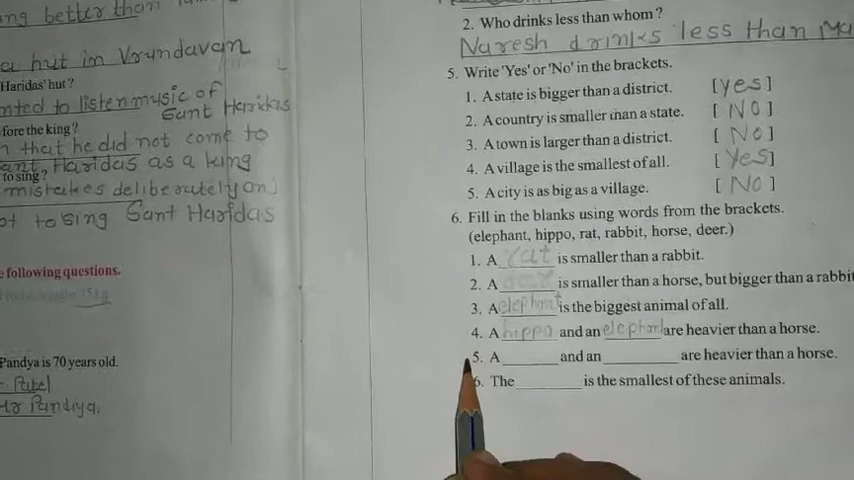 ng better than
a hut in Vrundavan
Haridas' hut?
nted to listen music of
Sant Haridas
fore the king?
n that he did not come to
ant Haridas as a king
to sing?
mistakes deliberately an
ot to sing Sant Haridas
e following questions.
Pandya is 70 years old.
Patel
Pandiya.
2. Who drinks less than whom?
Naresh drinks less than Ma
5. Write 'Yes' or 'No' in the brackets.
1. A state is bigger than a district. [yes]
2. A country is smaller than a state. [NO]
3. A town is larger than a district. [NO]
4. A village is the smallest of all. [Yes]
5. A city is as big as a village. [No]
6. Fill in the blanks using words from the brackets.
(elephant, hippo, rat, rabbit, horse, deer.)
1. A rat is smaller than a rabbit.
2. A deer is smaller than a horse, but bigger than a rabbit
3. A elephant is the biggest animal of all.
4. A hippo and an elephant are heavier than a horse.
5. A ______ and an ________ are heavier than a horse.
6. The _______ is the smallest of these animals.